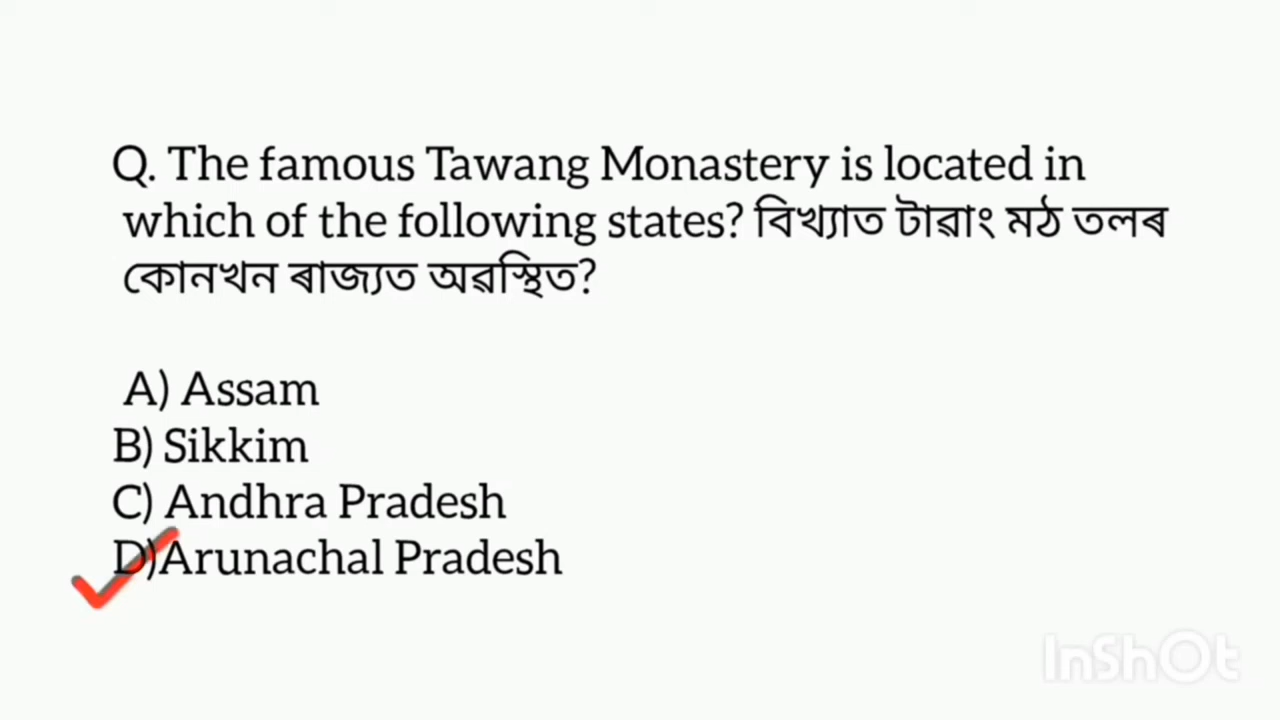 Q. The famous Tawang Monastery is located in
which of the following states? বিখ্যাত টাৱাং মঠ তলৰ
কোনখন ৰাজ্যত অৱস্থিত?
A) Assam
B) Sikkim
C) Andhra Pradesh
D)Arunachal Pradesh
InShOt